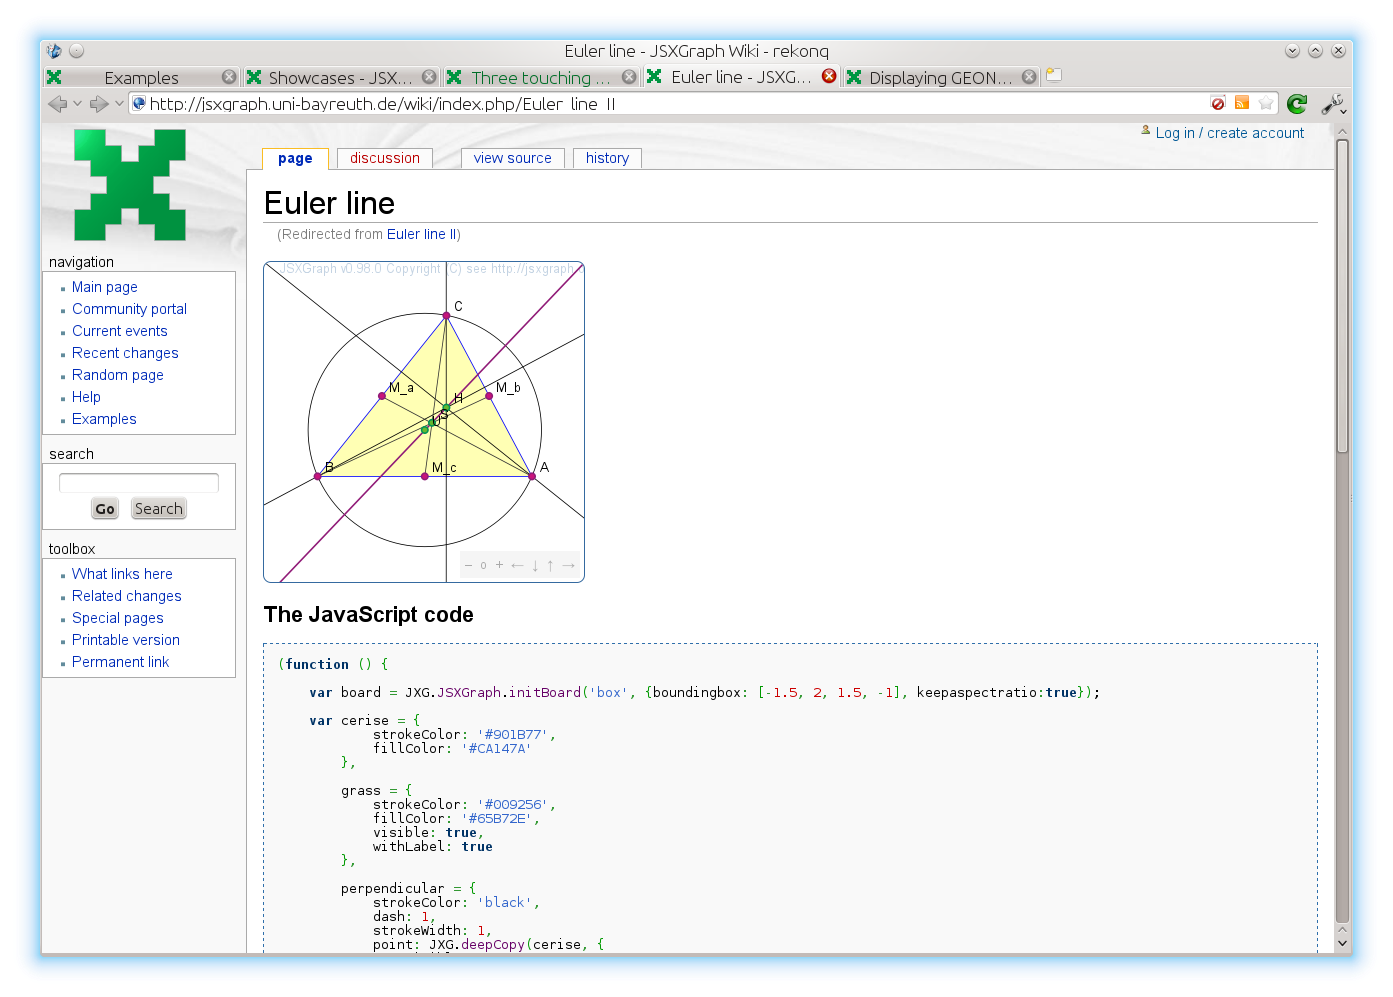 Euler line - JSXGraph Wiki - rekonq
Examples
Showcases - JSX...
Three touching ...
Euler line - JSXG...
Displaying GEON...
http://jsxgraph.uni-bayreuth.de/wiki/index.php/Euler_line_II
Log in / create account
page
discussion
view source
history
Euler line
(Redirected from Euler line II)
navigation
Main page
Community portal
Current events
Recent changes
Random page
Help
Examples
search
Go
Search
toolbox
What links here
Related changes
Special pages
Printable version
Permanent link
JSXGraph v0.98.0 Copyright (C) see http://jsxgraph.
C
M_a
M_b
H
S
U
B
M_c
A
− o + ← ↓ ↑ →
The JavaScript code
(function () {
var board = JXG.JSXGraph.initBoard('box', {boundingbox: [-1.5, 2, 1.5, -1], keepaspectratio:true});
var cerise = {
strokeColor: '#901B77',
fillColor: '#CA147A'
},
grass = {
strokeColor: '#009256',
fillColor: '#65B72E',
visible: true,
withLabel: true
},
perpendicular = {
strokeColor: 'black',
dash: 1,
strokeWidth: 1,
point: JXG.deepCopy(cerise, {